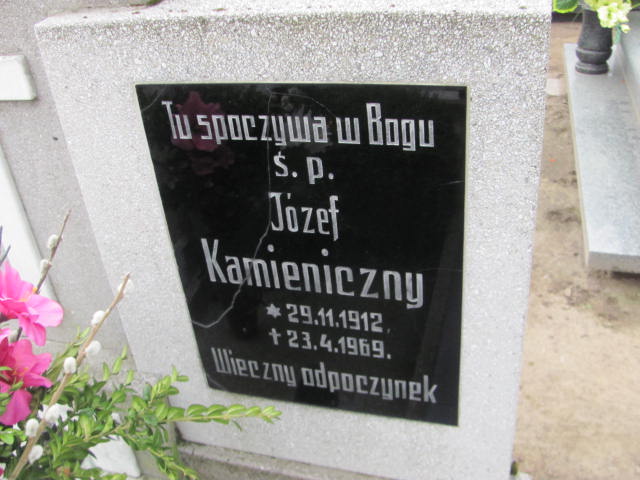 Tu spoczywa w Bogu
ś. p.
Józef
Kamieniczny
* 29.11.1912.
† 23.4.1969.
Wieczny odpoczynek